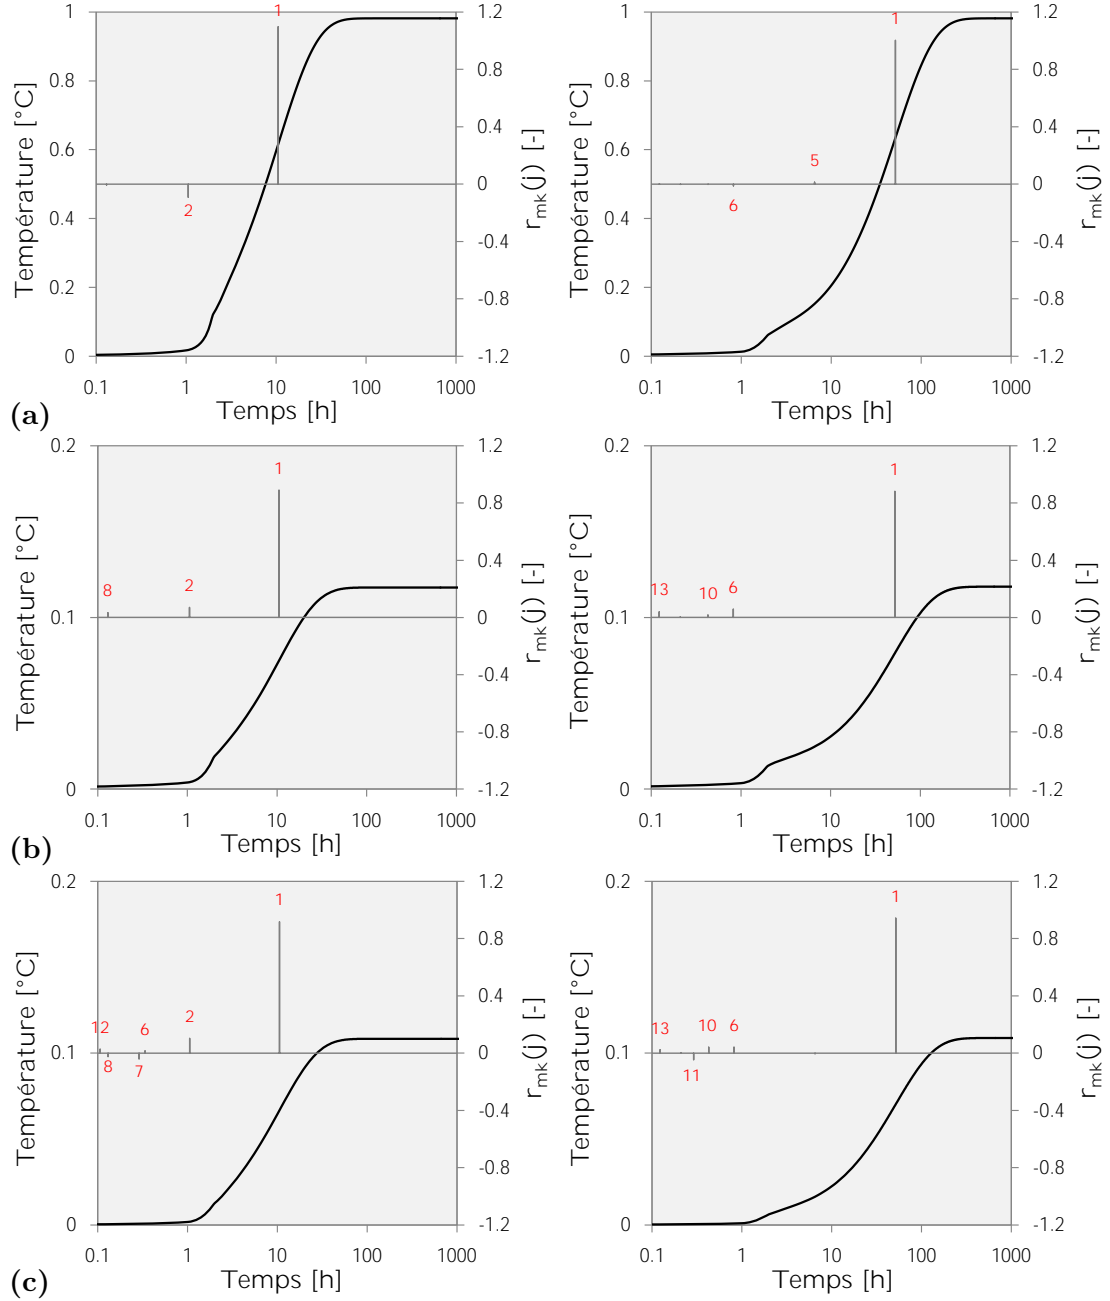 1 1.2 1 1.2
1 1
0.8 0.8 0.8 0.8
0.6 0.4 0.6 0.4
5
0 0
2 6
0.4 -0.4 0.4 -0.4
0.2 -0.8 0.2 -0.8
0 -1.2 0 -1.2
Température [°C] r_mk(j) [-] Température [°C] r_mk(j) [-]
0.1 1 10 100 1000 0.1 1 10 100 1000
(a) Temps [h] Temps [h]
0.2 1.2 0.2 1.2
1 1
0.8 0.8
0.4 0.4
8 2 13 10 6
0.1 0 0.1 0
-0.4 -0.4
-0.8 -0.8
0 -1.2 0 -1.2
Température [°C] r_mk(j) [-] Température [°C] r_mk(j) [-]
0.1 1 10 100 1000 0.1 1 10 100 1000
(b) Temps [h] Temps [h]
0.2 1.2 0.2 1.2
1 1
0.8 0.8
0.4 0.4
12 6 2 13 10 6
0.1 0 0.1 0
8 7 11
-0.4 -0.4
-0.8 -0.8
0 -1.2 0 -1.2
Température [°C] r_mk(j) [-] Température [°C] r_mk(j) [-]
0.1 1 10 100 1000 0.1 1 10 100 1000
(c) Temps [h] Temps [h]